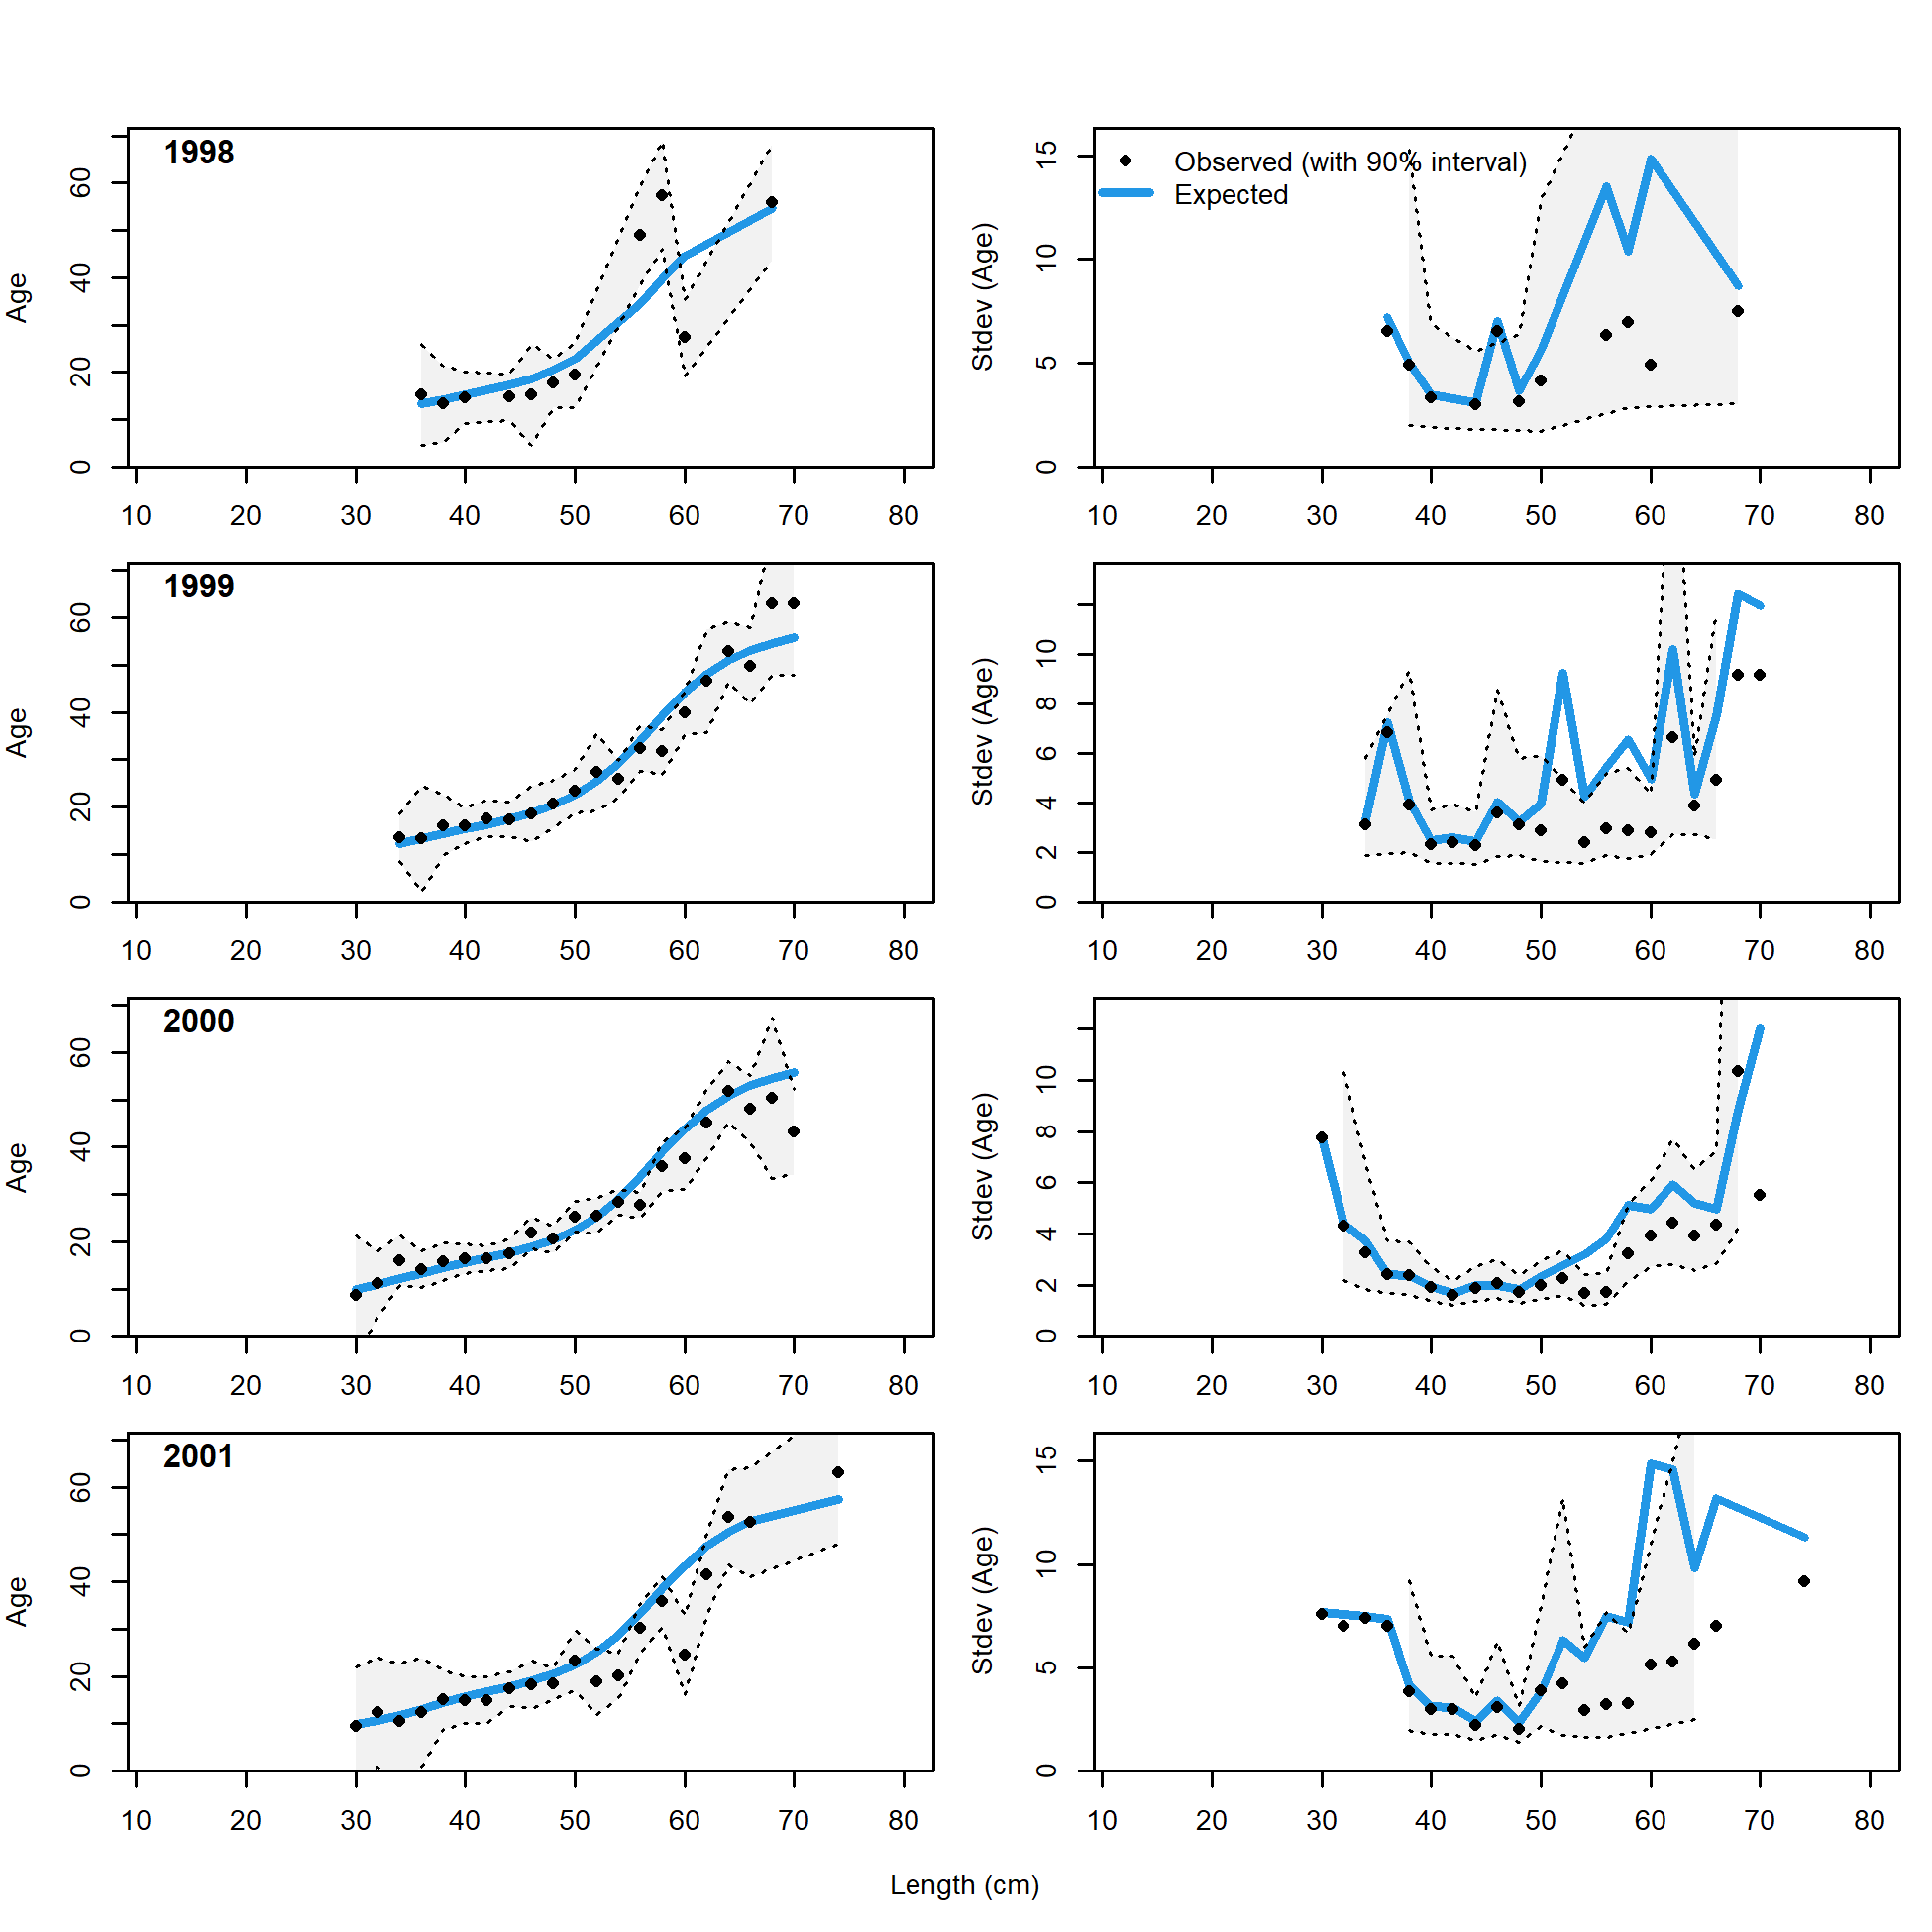 1998
Age
0 20 40 60
10 20 30 40 50 60 70 80
Observed (with 90% interval)
Expected
Stdev (Age)
0 5 10 15
10 20 30 40 50 60 70 80
1999
Age
0 20 40 60
10 20 30 40 50 60 70 80
Stdev (Age)
0 2 4 6 8 10
10 20 30 40 50 60 70 80
2000
Age
0 20 40 60
10 20 30 40 50 60 70 80
Stdev (Age)
0 2 4 6 8 10
10 20 30 40 50 60 70 80
2001
Age
0 20 40 60
10 20 30 40 50 60 70 80
Stdev (Age)
0 5 10 15
10 20 30 40 50 60 70 80
Length (cm)